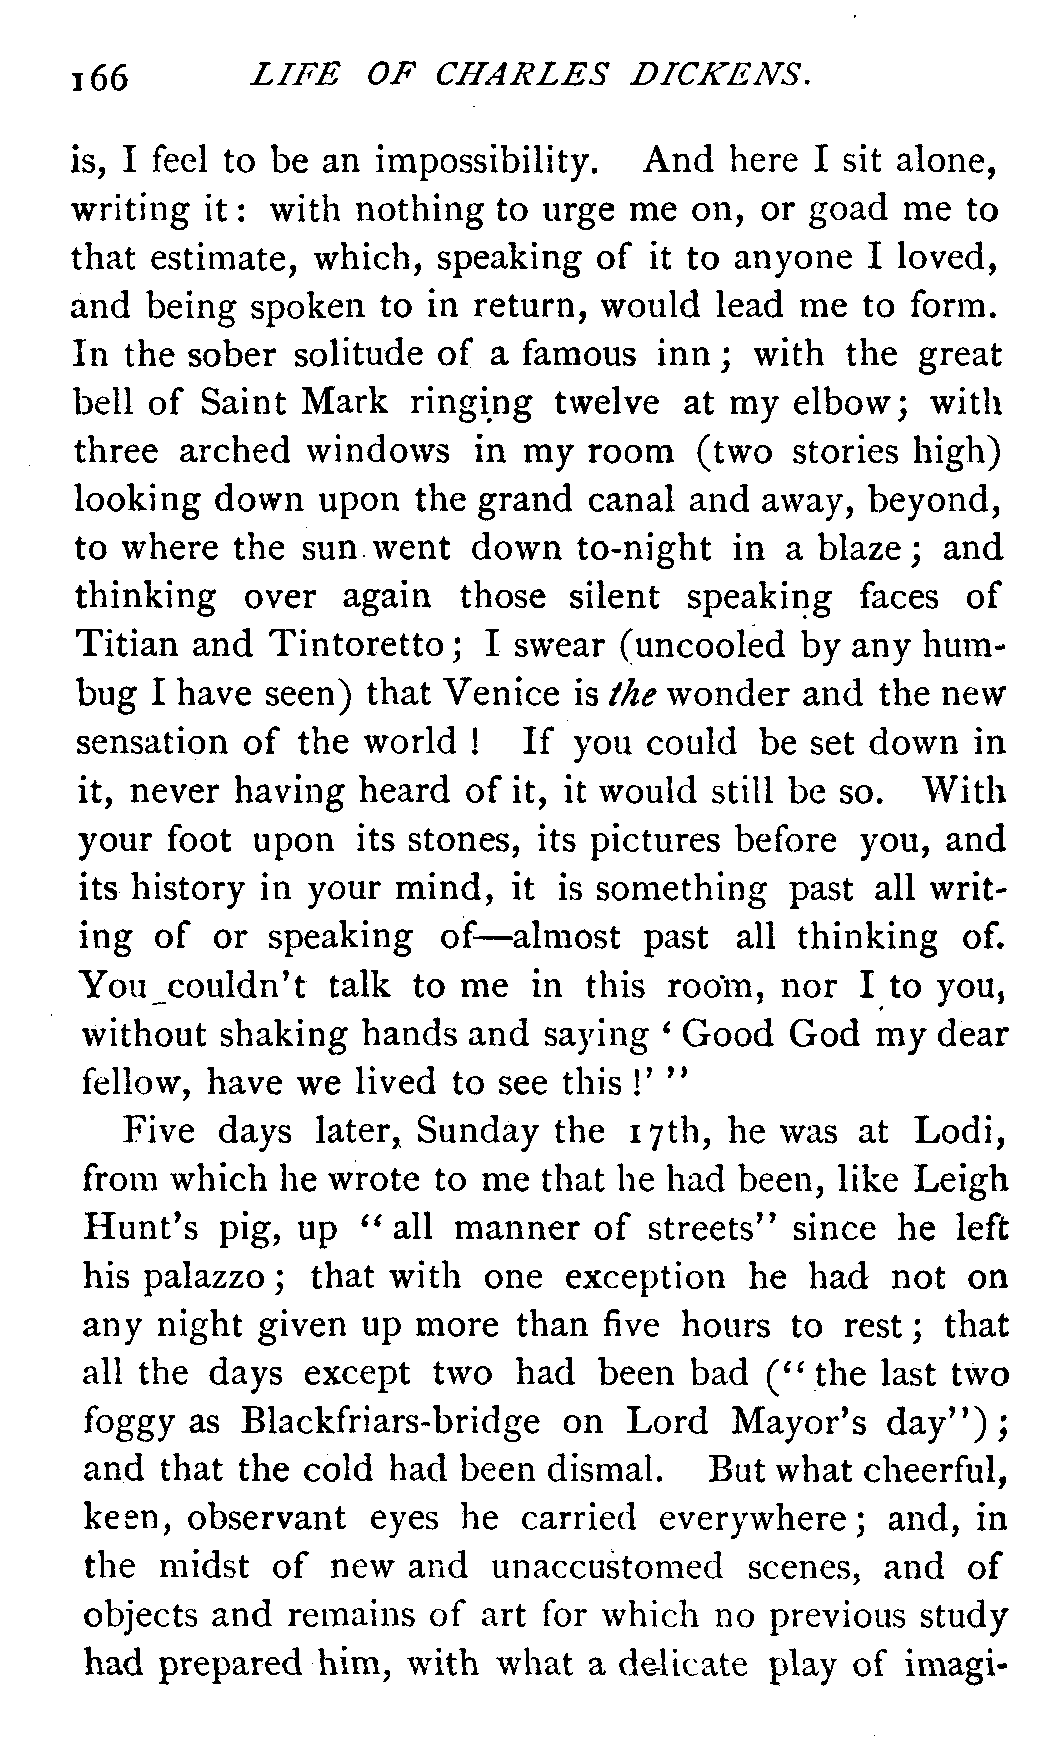 166 LIFE OF CHARLES DICKENS.
is, I feel to be an impossibility. And here I sit alone,
writing it : with nothing to urge me on, or goad me to
that estimate, which, speaking of it to anyone I loved,
and being spoken to in return, would lead me to form.
In the sober solitude of a famous inn ; with the great
bell of Saint Mark ringing twelve at my elbow; with
three arched windows in my room (two stories high)
looking down upon the grand canal and away, beyond,
to where the sun went down to-night in a blaze ; and
thinking over again those silent speaking faces of
Titian and Tintoretto ; I swear (uncooled by any hum-
bug I have seen) that Venice is the wonder and the new
sensation of the world ! If you could be set down in
it, never having heard of it, it would still be so. With
your foot upon its stones, its pictures before you, and
its history in your mind, it is something past all writ-
ing of or speaking of—almost past all thinking of.
You couldn't talk to me in this room, nor I to you,
without shaking hands and saying ‘ Good God my dear
fellow, have we lived to see this !’ ”
Five days later, Sunday the 17th, he was at Lodi,
from which he wrote to me that he had been, like Leigh
Hunt's pig, up “ all manner of streets” since he left
his palazzo ; that with one exception he had not on
any night given up more than five hours to rest ; that
all the days except two had been bad (“ the last two
foggy as Blackfriars-bridge on Lord Mayor's day”) ;
and that the cold had been dismal. But what cheerful,
keen, observant eyes he carried everywhere ; and, in
the midst of new and unaccustomed scenes, and of
objects and remains of art for which no previous study
had prepared him, with what a delicate play of imagi-